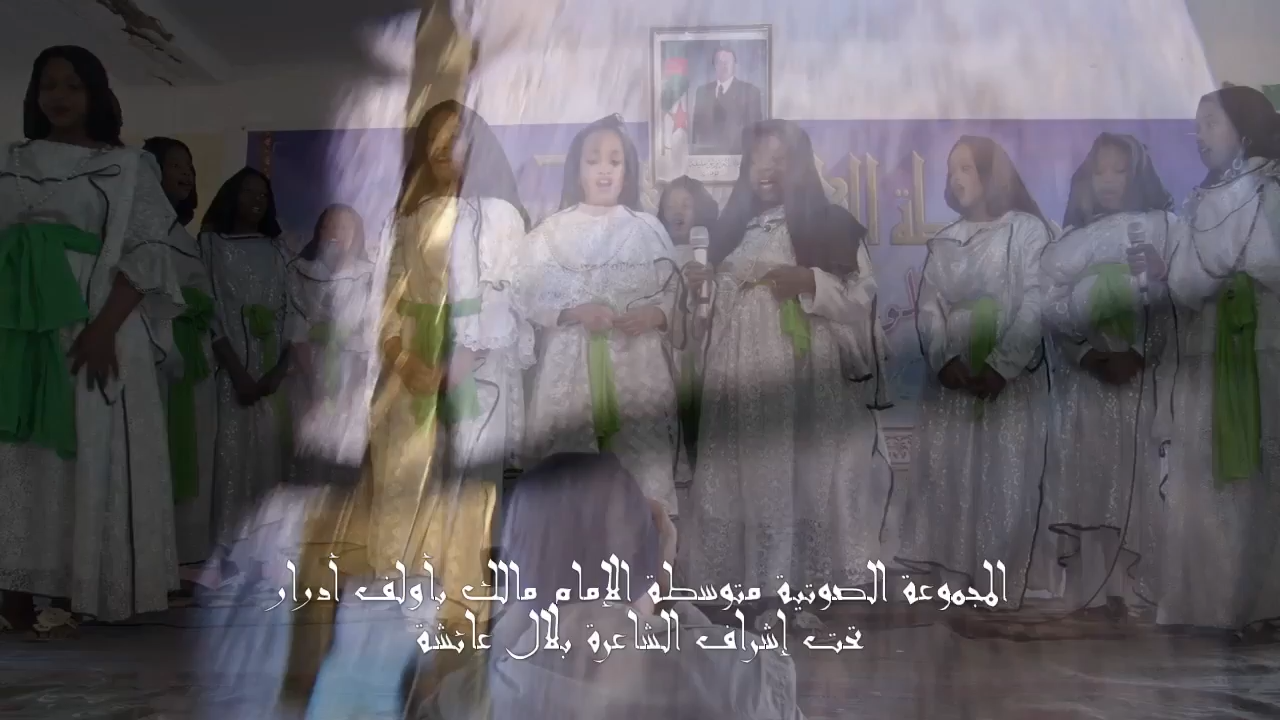 المجموعة الصوتية متوسطة الإمام مالك بأولف أدرار
تحت إشراف الشاعرة بلال عائشة